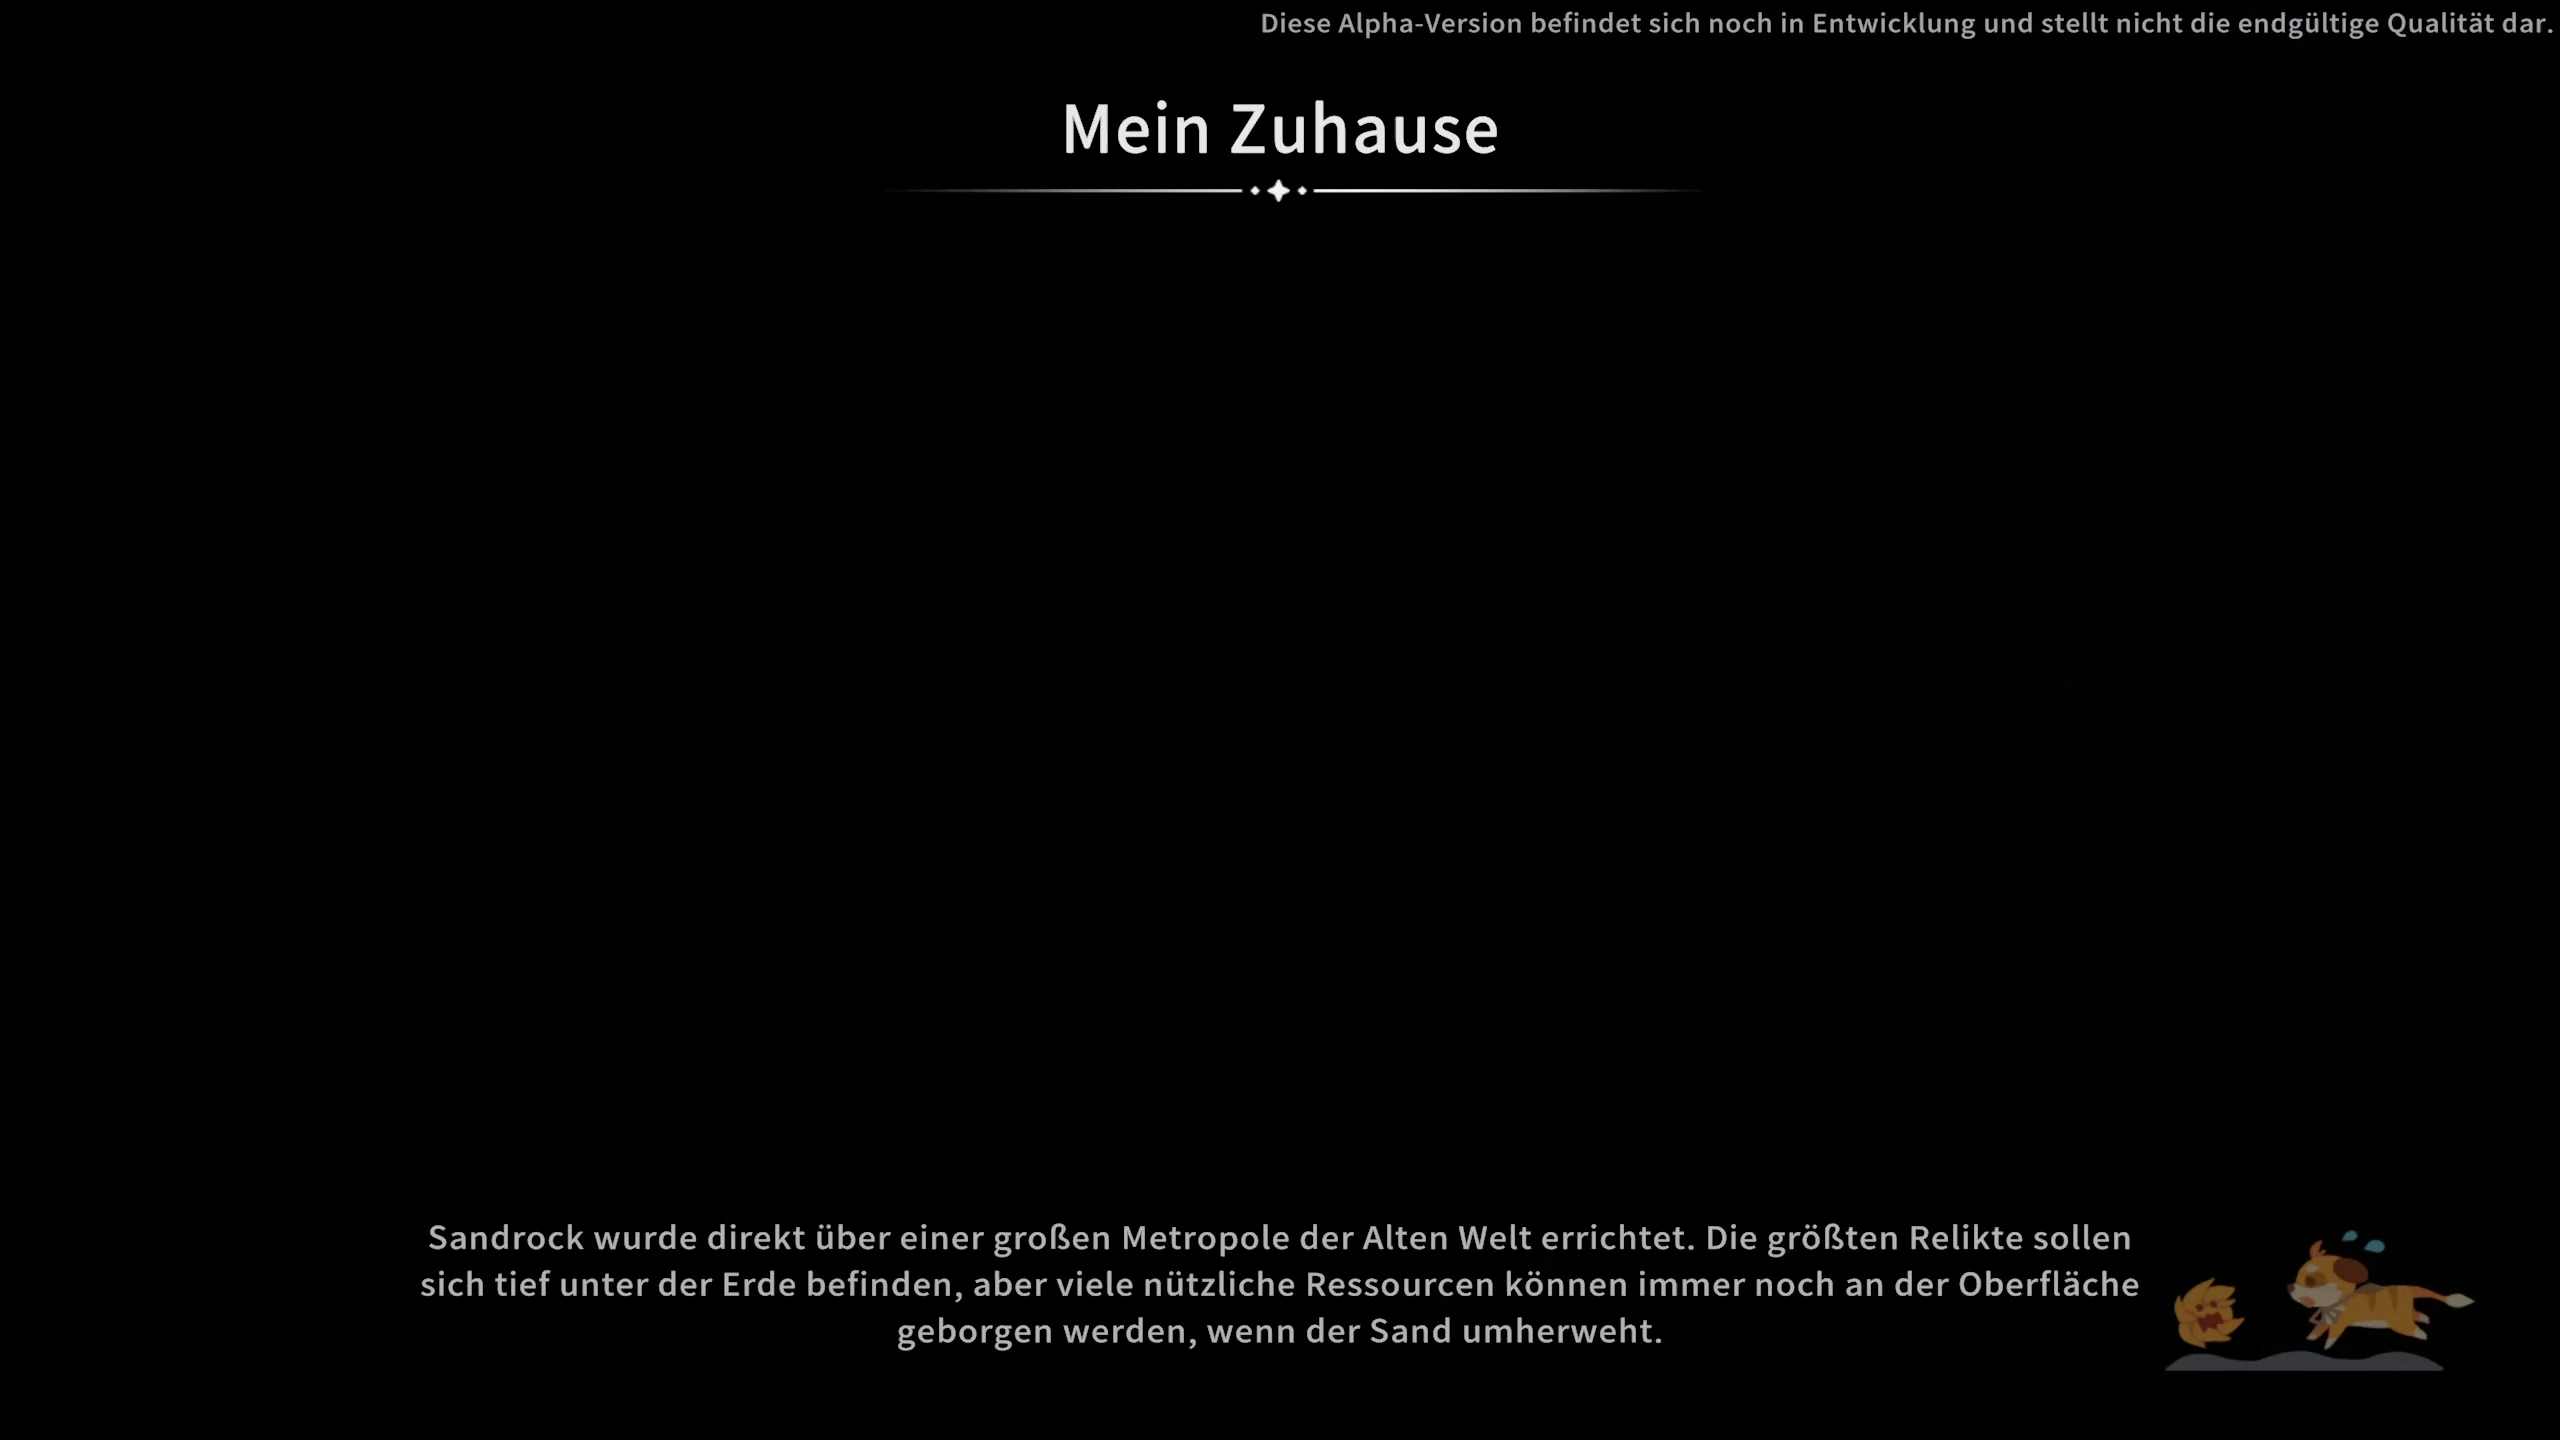 Diese Alpha-Version befindet sich noch in Entwicklung und stellt nicht die endgültige Qualität dar.
Mein Zuhause
Sandrock wurde direkt über einer großen Metropole der Alten Welt errichtet. Die größten Relikte sollen
sich tief unter der Erde befinden, aber viele nützliche Ressourcen können immer noch an der Oberfläche
geborgen werden, wenn der Sand umherweht.